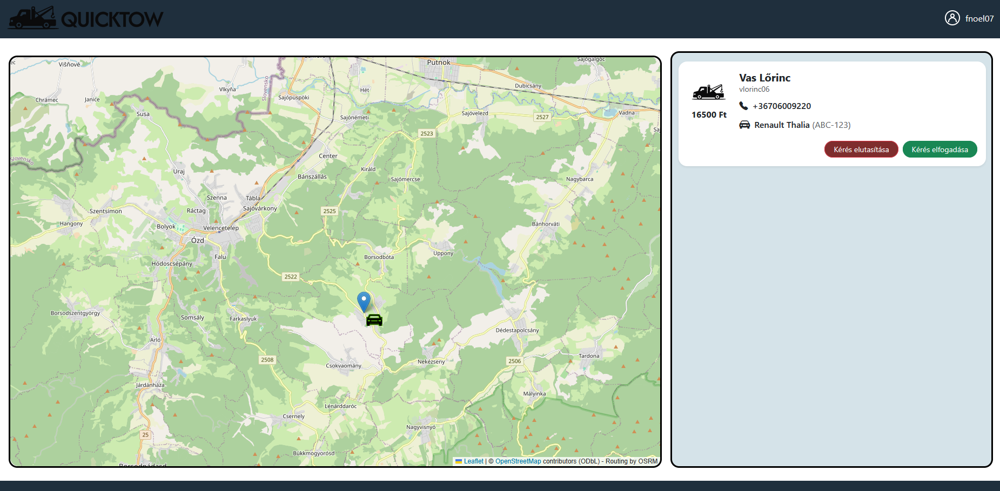 QUICKTOW
fnoel07
Višňové
Putnok
Sajógalgóc
Vlkyňa
Slovensko
Hét
Dubicsány
Chrámec
Janice
Sajópüspöki
Susa
Sajónémeti
Sajóvelezd
2527
Vadna
2523
Slovensko
Center
Uraj
Bánszállás
Királd
Sajómercse
Nagybarca
Szenna
Tábla
Sajóvárkony
Szentsimon
Ráctag
2525
Hangony
Bolyok
Velencetelep
Bánhorváti
Ózd
Falu
Borsodbóta
Uppony
Hódoscsépány
2522
Borsodszentgyörgy
Somsály
Farkaslyuk
Dédestapolcsány
Arló
2508
Csokvaomány
Nekézseny
2506
Tardona
Járdánháza
Mályinka
Lénárddaróc
Csernely
Nagyvisnyó
25
Bükkmogyorósd
Borsodnádasd
Leaflet | © OpenStreetMap contributors (ODbL) - Routing by OSRM
Vas Lőrinc
vlorinc06
+36706009220
16500 Ft
Renault Thalia (ABC-123)
Kérés elutasítása
Kérés elfogadása